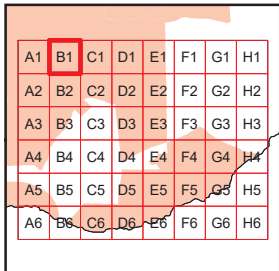 A1 B1 C1 D1 E1 F1 G1 H1
A2 B2 C2 D2 E2 F2 G2 H2
A3 B3 C3 D3 E3 F3 G3 H3
A4 B4 C4 D4 E4 F4 G4 H4
A5 B5 C5 D5 E5 F5 G5 H5
A6 B6 C6 D6 E6 F6 G6 H6